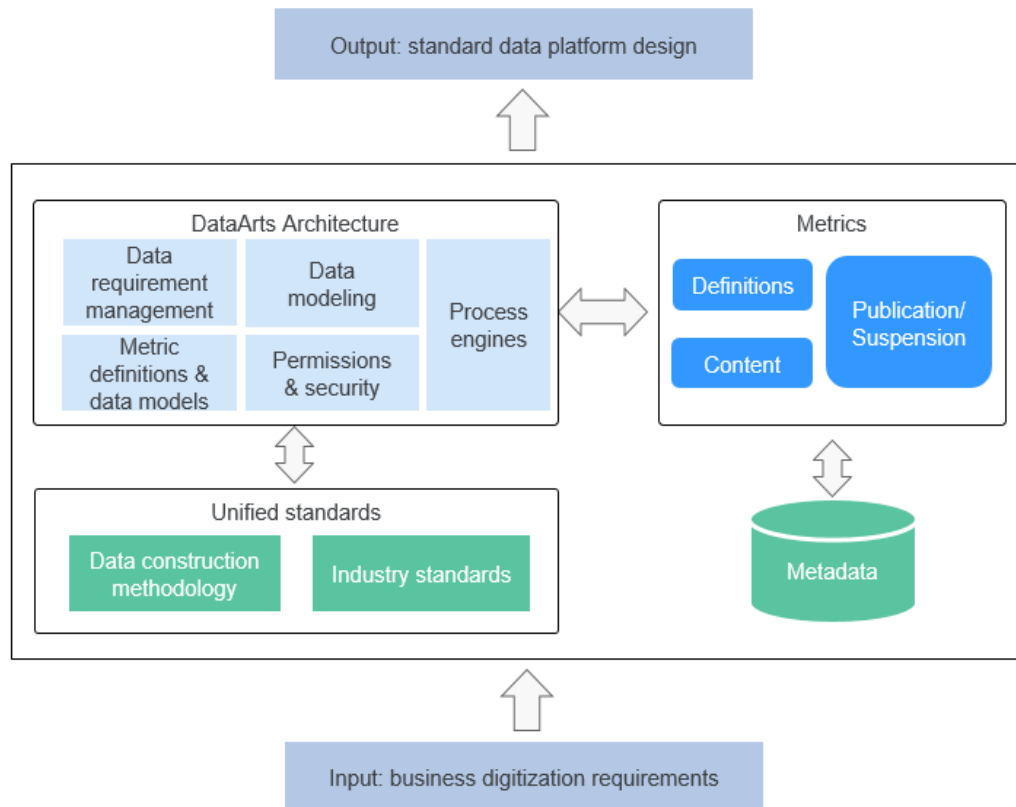 Output: standard data platform design
DataArts Architecture
Data
requirement
management
Data
modeling
Process
engines
Metric
definitions &
data models
Permissions
& security
Metrics
Definitions
Content
Publication/
Suspension
Unified standards
Data construction
methodology
Industry standards
Metadata
Input: business digitization requirements